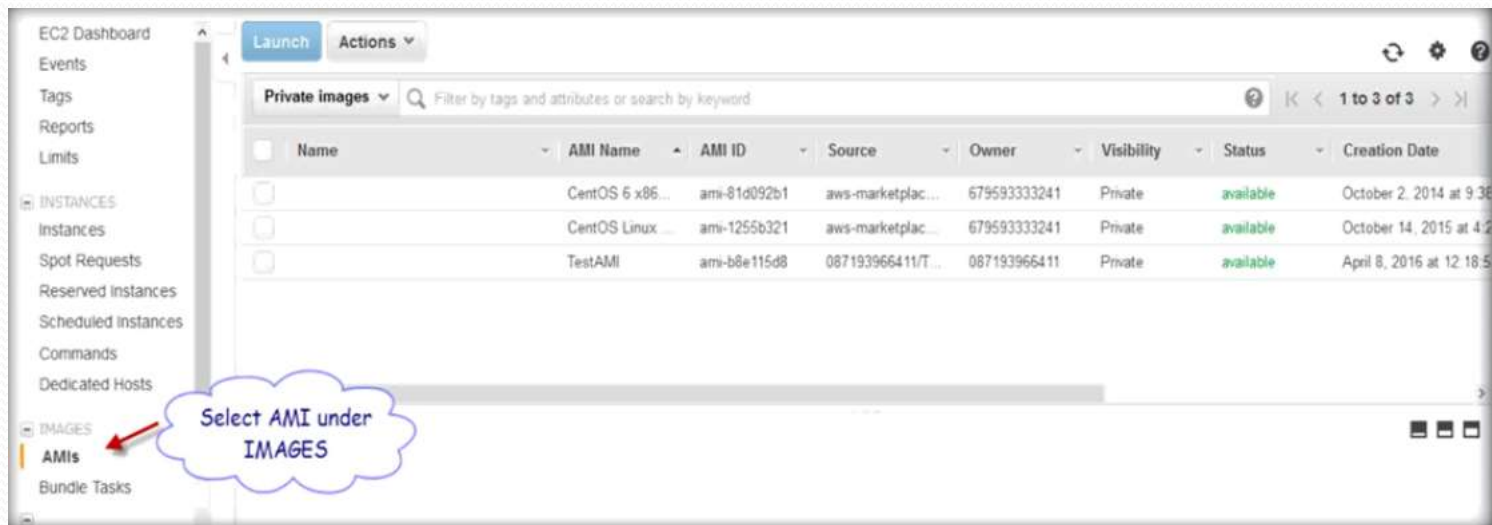 EC2 Dashboard
Events
Tags
Reports
Limits
INSTANCES
Instances
Spot Requests
Reserved Instances
Scheduled Instances
Commands
Dedicated Hosts
IMAGES
AMIs
Bundle Tasks
Launch Actions
Private images Filter by tags and attributes or search by keyword 1 to 3 of 3
Name AMI Name AMI ID Source Owner Visibility Status Creation Date
CentOS 6 x86... ami-81d092b1 aws-marketplac... 679593333241 Private available October 2, 2014 at 9:38
CentOS Linux ... ami-1255b321 aws-marketplac... 679593333241 Private available October 14, 2015 at 4:2
TestAMI ami-b8e115d8 087193966411/T... 087193966411 Private available April 8, 2016 at 12:18:5
Select AMI under
IMAGES